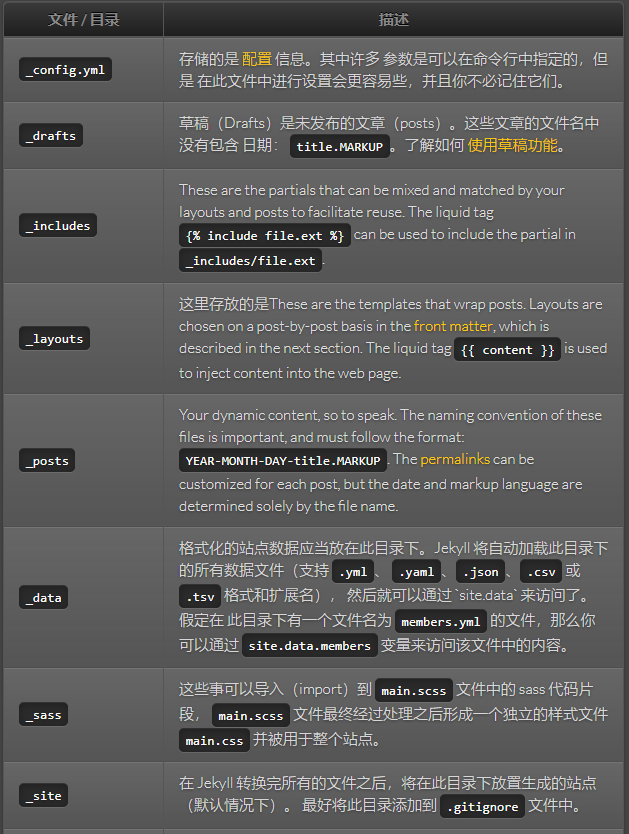 文件 / 目录 描述
_config.yml
存储的是 配置 信息。其中许多 参数是可以在命令行中指定的，但
是 在此文件中进行设置会更容易些，并且你不必记住它们。
_drafts
草稿（Drafts）是未发布的文章（posts）。这些文章的文件名中
没有包含 日期： title.MARKUP 。了解如何 使用草稿功能。
_includes
These are the partials that can be mixed and matched by your
layouts and posts to facilitate reuse. The liquid tag
{% include file.ext %} can be used to include the partial in
_includes/file.ext .
_layouts
这里存放的是These are the templates that wrap posts. Layouts are
chosen on a post-by-post basis in the front matter, which is
described in the next section. The liquid tag {{ content }} is used
to inject content into the web page.
_posts
Your dynamic content, so to speak. The naming convention of these
files is important, and must follow the format:
YEAR-MONTH-DAY-title.MARKUP . The permalinks can be
customized for each post, but the date and markup language are
determined solely by the file name.
_data
格式化的站点数据应当放在此目录下。Jekyll 将自动加载此目录下
的所有数据文件（支持 .yml 、 .yaml 、 .json 、 .csv 或
.tsv 格式和扩展名），然后就可以通过 `site.data` 来访问了。
假定在 此目录下有一个文件名为 members.yml 的文件，那么你
可以通过 site.data.members 变量来访问该文件中的内容。
_sass
这些事可以导入（import）到 main.scss 文件中的 sass 代码片
段， main.scss 文件最终经过处理之后形成一个独立的样式文件
main.css 并被用于整个站点。
_site
在 Jekyll 转换完所有的文件之后，将在此目录下放置生成的站点
（默认情况下）。 最好将此目录添加到 .gitignore 文件中。